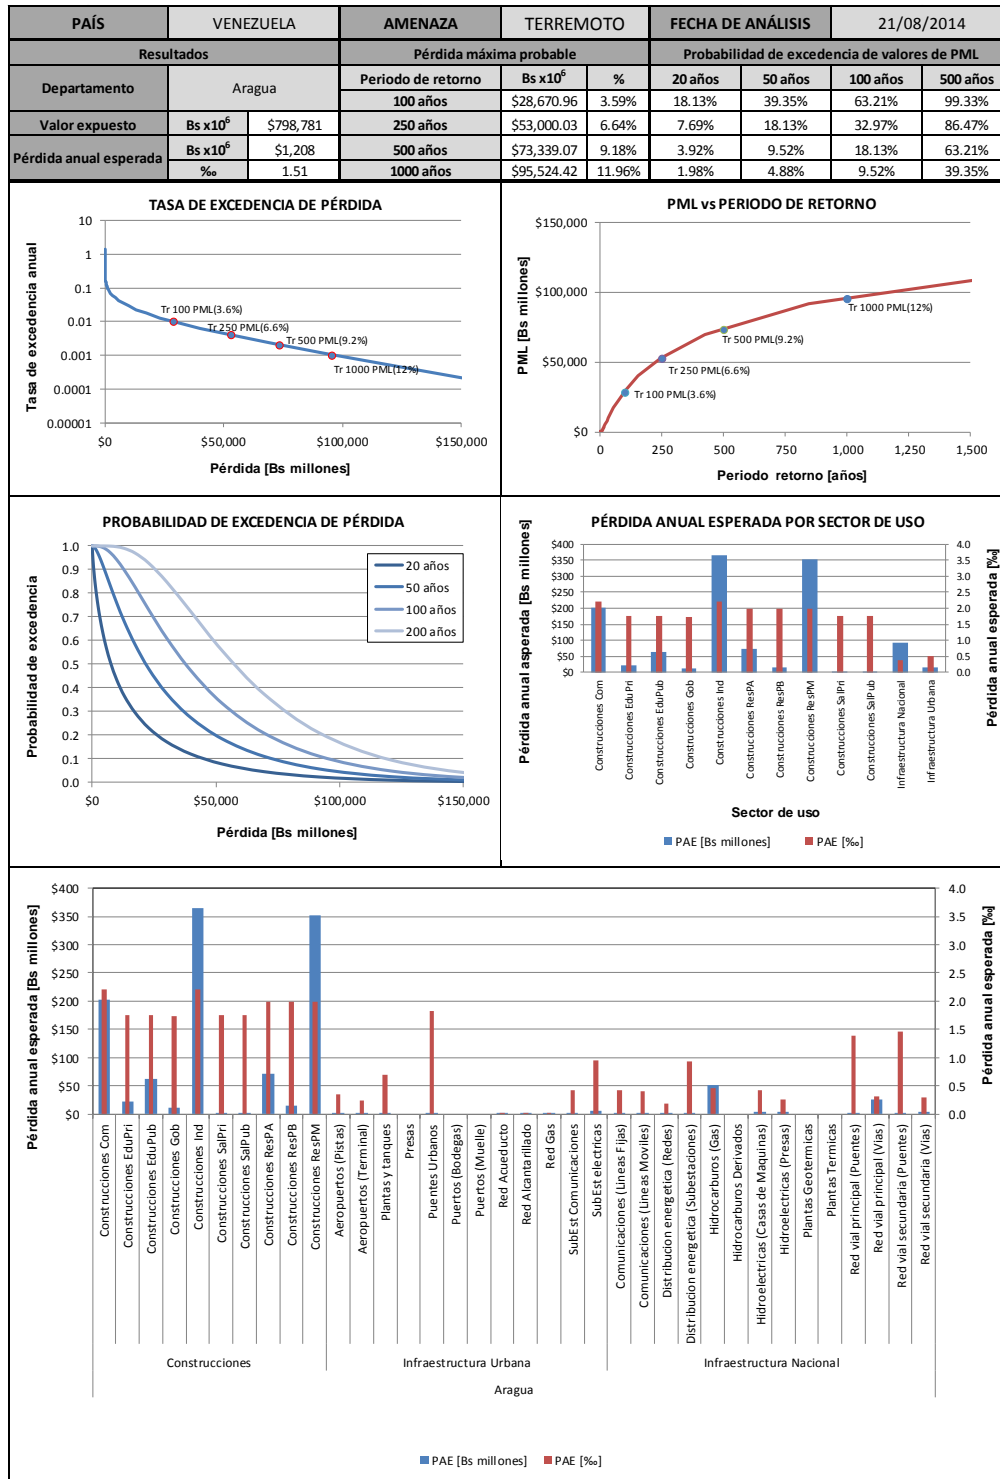 PAÍS VENEZUELA AMENAZA TERREMOTO FECHA DE ANÁLISIS 21/08/2014
Resultados Pérdida máxima probable Probabilidad de excedencia de valores de PML
Departamento Aragua Periodo de retorno Bs x10⁶ % 20 años 50 años 100 años 500 años
100 años $28,670.96 3.59% 18.13% 39.35% 63.21% 99.33%
Valor expuesto Bs x10⁶ $798,781 250 años $53,000.03 6.64% 7.69% 18.13% 32.97% 86.47%
Pérdida anual esperada Bs x10⁶ $1,208 500 años $73,339.07 9.18% 3.92% 9.52% 18.13% 63.21%
‰ 1.51 1000 años $95,524.42 11.96% 1.98% 4.88% 9.52% 39.35%
TASA DE EXCEDENCIA DE PÉRDIDA
Tasa de excedencia anual
10
1
0.1
0.01
0.001
0.0001
0.00001
Tr 100 PML(3.6%)
Tr 250 PML(6.6%)
Tr 500 PML(9.2%)
Tr 1000 PML(12%)
$0 $50,000 $100,000 $150,000
Pérdida [Bs millones]
PML vs PERIODO DE RETORNO
PML [Bs millones]
$150,000
$100,000
$50,000
$0
Tr 1000 PML(12%)
Tr 500 PML(9.2%)
Tr 250 PML(6.6%)
Tr 100 PML(3.6%)
0 250 500 750 1,000 1,250 1,500
Periodo retorno [años]
PROBABILIDAD DE EXCEDENCIA DE PÉRDIDA
Probabilidad de excedencia
1.0
0.9
0.8
0.7
0.6
0.5
0.4
0.3
0.2
0.1
0.0
20 años
50 años
100 años
200 años
$0 $50,000 $100,000 $150,000
Pérdida [Bs millones]
PÉRDIDA ANUAL ESPERADA POR SECTOR DE USO
Pérdida anual asperada [Bs millones]
$400
$350
$300
$250
$200
$150
$100
$50
$0
4.0
3.5
3.0
2.5
2.0
1.5
1.0
0.5
0.0
Pérdida anual esperada [‰]
Construcciones Com
Construcciones EduPri
Construcciones EduPub
Construcciones Gob
Construcciones Ind
Construcciones ResPA
Construcciones ResPB
Construcciones ResPM
Construcciones SalPri
Construcciones SalPub
Infraestructura Nacional
Infraestructura Urbana
Sector de uso
PAE [Bs millones] PAE [‰]
Pérdida anual esperada [Bs millones]
$400
$350
$300
$250
$200
$150
$100
$50
$0
4.0
3.5
3.0
2.5
2.0
1.5
1.0
0.5
0.0
Pérdida anual esperada [‰]
Construcciones Com
Construcciones EduPri
Construcciones EduPub
Construcciones Gob
Construcciones Ind
Construcciones SalPri
Construcciones SalPub
Construcciones ResPA
Construcciones ResPB
Construcciones ResPM
Aeropuertos (Pistas)
Aeropuertos (Terminal)
Plantas y tanques
Presas
Puentes Urbanos
Puertos (Bodegas)
Puertos (Muelle)
Red Acueducto
Red Alcantarillado
Red Gas
SubEst Comunicaciones
SubEst electricas
Comunicaciones (Lineas Fijas)
Comunicaciones (Lineas Moviles)
Distribucion energetica (Redes)
Distribucion energetica (Subestaciones)
Hidrocarburos (Gas)
Hidrocarburos Derivados
Hidroelectricas (Casas de Maquinas)
Hidroelectricas (Presas)
Plantas Geotermicas
Plantas Termicas
Red vial principal (Puentes)
Red vial principal (Vias)
Red vial secundaria (Puentes)
Red vial secundaria (Vias)
Construcciones Infraestructura Urbana Infraestructura Nacional
Aragua
PAE [Bs millones] PAE [‰]